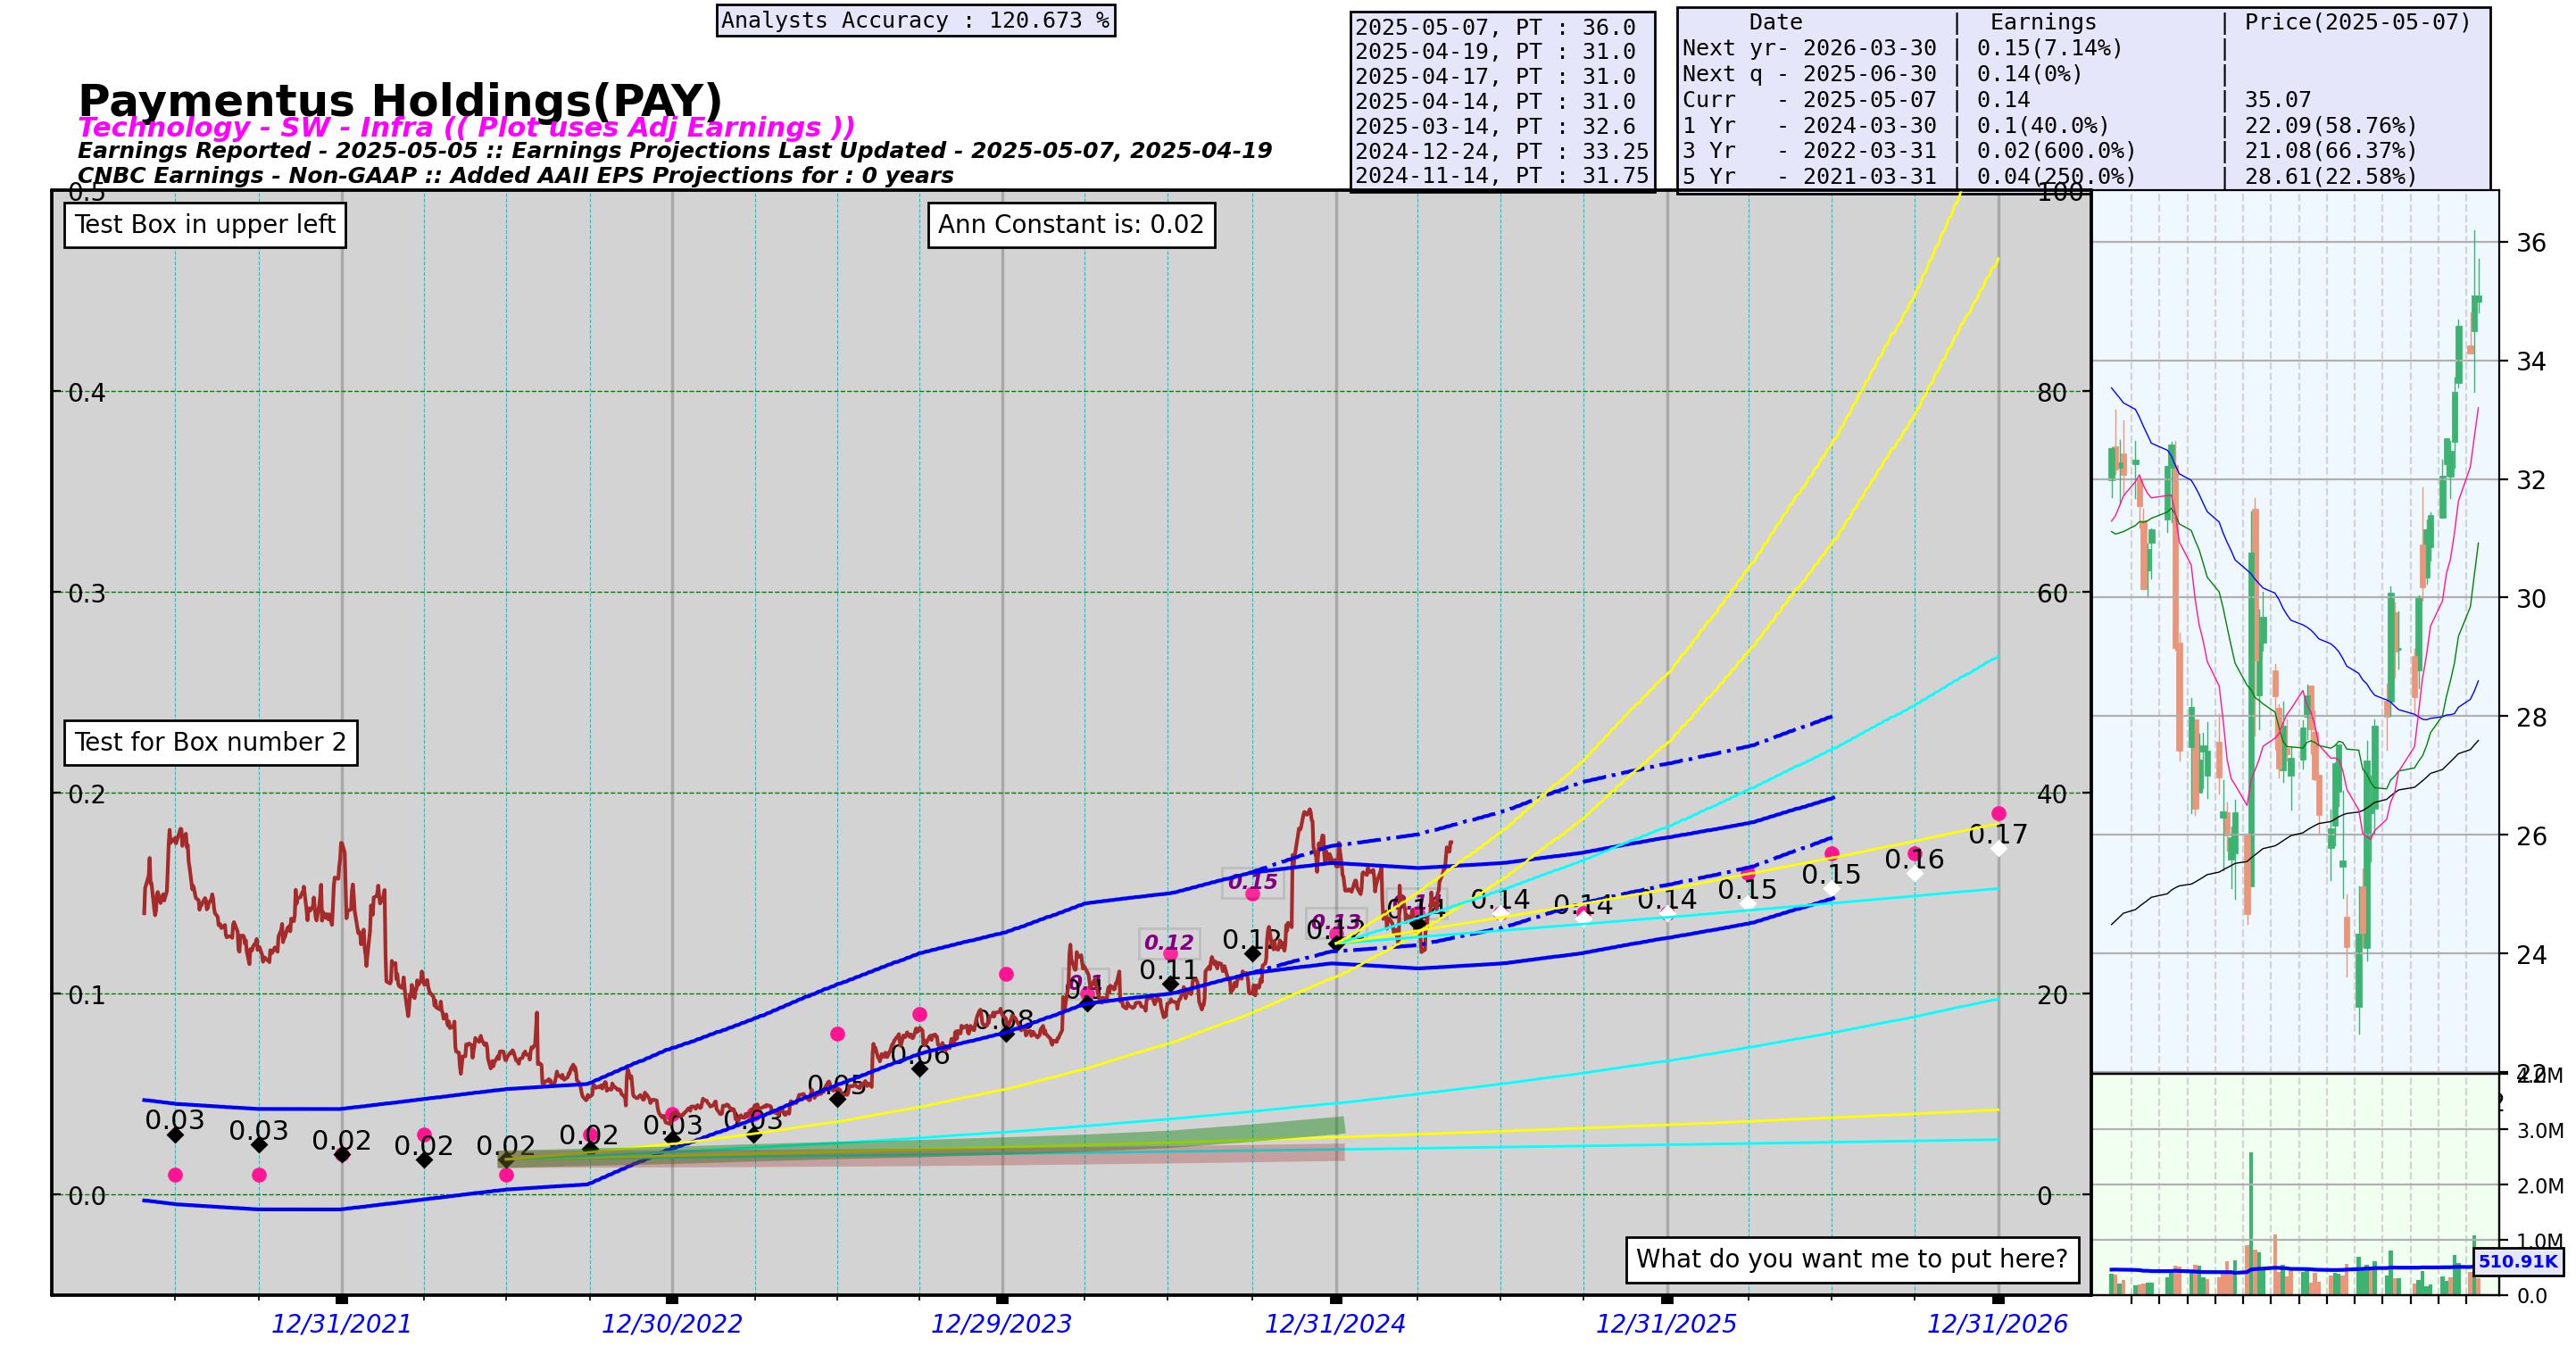 Analysts Accuracy : 120.673 %
Paymentus Holdings(PAY)
Technology - SW - Infra (( Plot uses Adj Earnings ))
Earnings Reported - 2025-05-05 :: Earnings Projections Last Updated - 2025-05-07, 2025-04-19
CNBC Earnings - Non-GAAP :: Added AAII EPS Projections for : 0 years
2025-05-07, PT : 36.0
2025-04-19, PT : 31.0
2025-04-17, PT : 31.0
2025-04-14, PT : 31.0
2025-03-14, PT : 32.6
2024-12-24, PT : 33.25
2024-11-14, PT : 31.75
Date | Earnings | Price(2025-05-07)
Next yr- 2026-03-30 | 0.15(7.14%) |
Next q - 2025-06-30 | 0.14(0%) |
Curr - 2025-05-07 | 0.14 | 35.07
1 Yr - 2024-03-30 | 0.1(40.0%) | 22.09(58.76%)
3 Yr - 2022-03-31 | 0.02(600.0%) | 21.08(66.37%)
5 Yr - 2021-03-31 | 0.04(250.0%) | 28.61(22.58%)
Test Box in upper left
Ann Constant is: 0.02
Test for Box number 2
What do you want me to put here?
0.5
0.4
0.3
0.2
0.1
0.0
100
80
60
40
20
0
0.03
0.03
0.02
0.02
0.02
0.02
0.03
0.03
0.05
0.06
0.08
0.1
0.1
0.12
0.11
0.15
0.12
0.13
0.14
0.14
0.14
0.14
0.15
0.15
0.16
0.17
12/31/2021
12/30/2022
12/29/2023
12/31/2024
12/31/2025
12/31/2026
36
34
32
30
28
26
24
22
4.0M
3.0M
2.0M
1.0M
510.91K
0.0